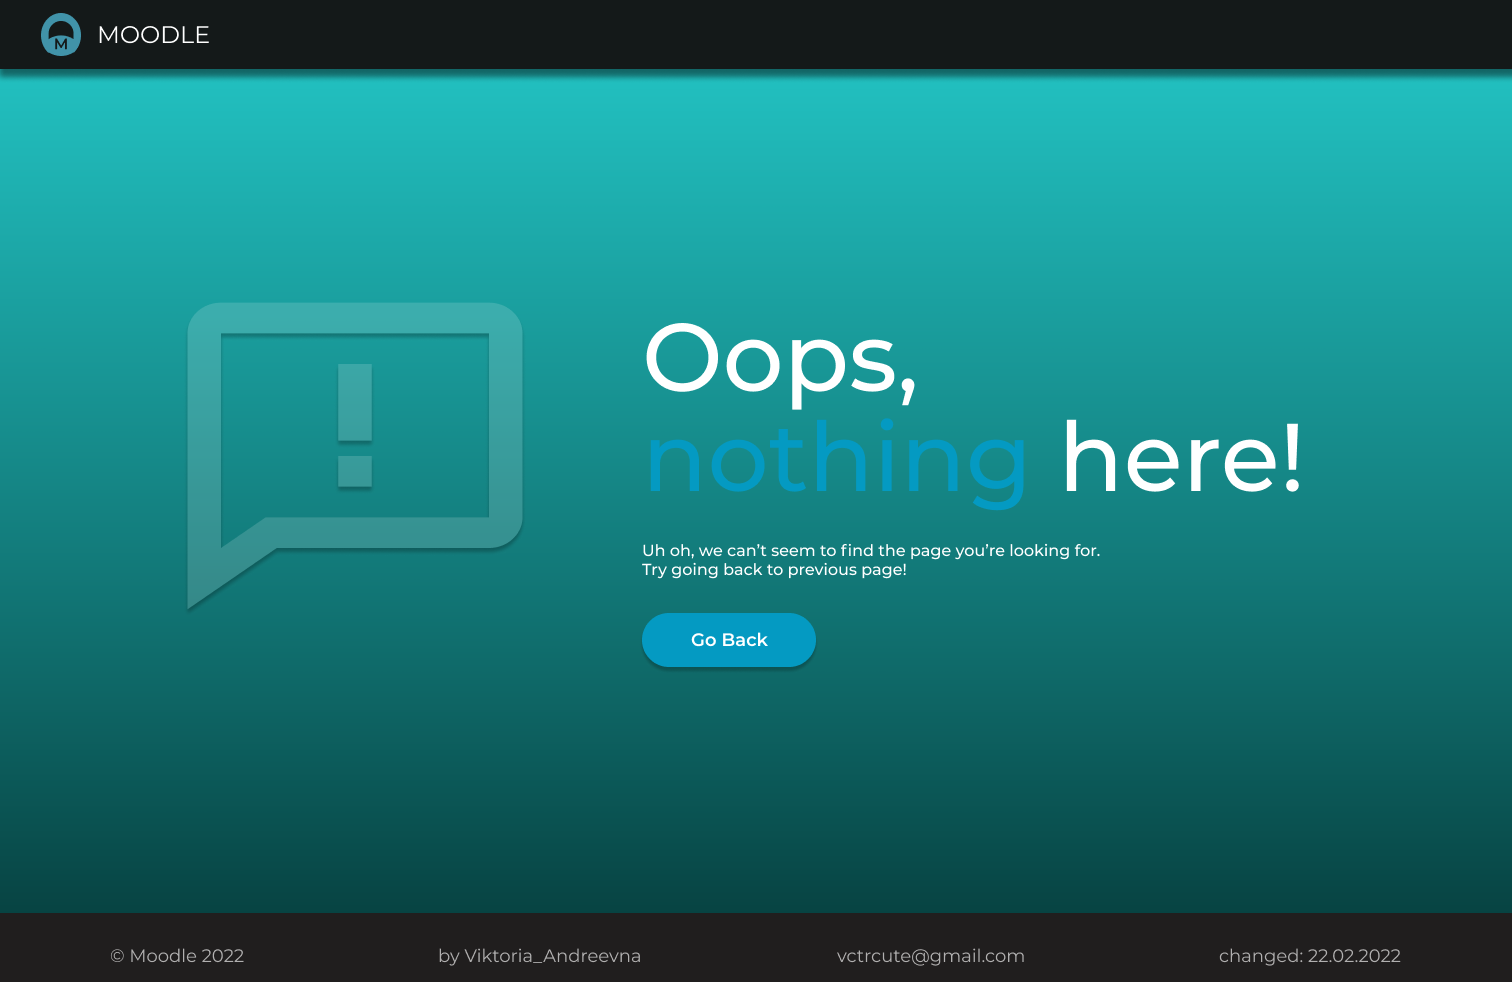 M MOODLE
Oops,
nothing here!
Uh oh, we can’t seem to find the page you’re looking for.
Try going back to previous page!
Go Back
© Moodle 2022 by Viktoria_Andreevna vctrcute@gmail.com changed: 22.02.2022